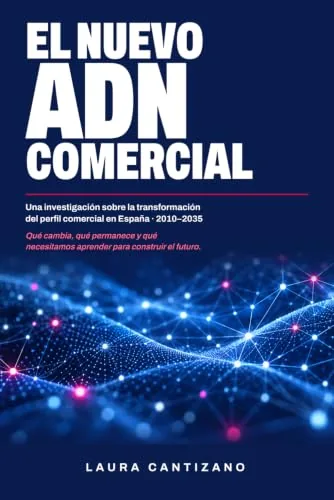 EL NUEVO
ADN
COMERCIAL
Una investigación sobre la transformación
del perfil comercial en España · 2010–2035
Qué cambia, qué permanece y qué
necesitamos aprender para construir el futuro.
LAURA CANTIZANO